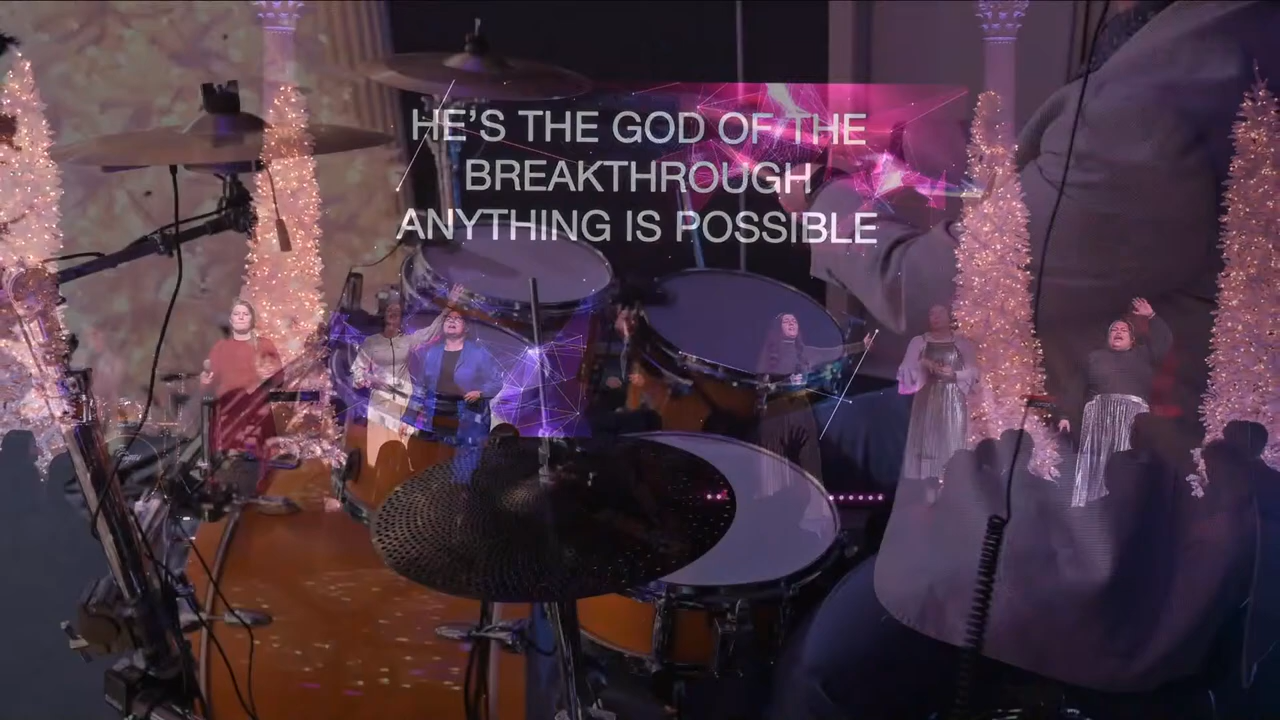 HE'S THE GOD OF THE
BREAKTHROUGH
ANYTHING IS POSSIBLE